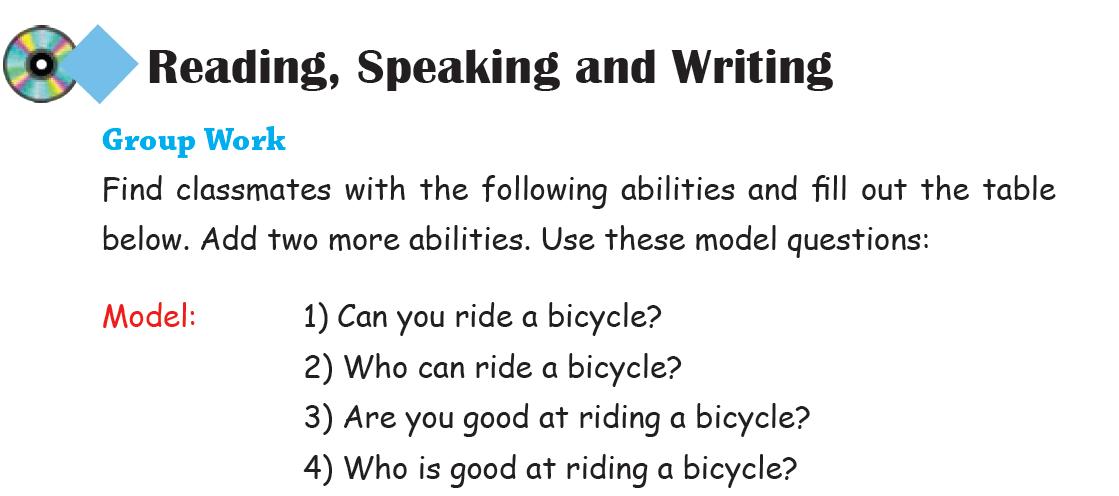 Reading, Speaking and Writing
Group Work
Find classmates with the following abilities and fill out the table
below. Add two more abilities. Use these model questions:
Model: 1) Can you ride a bicycle?
2) Who can ride a bicycle?
3) Are you good at riding a bicycle?
4) Who is good at riding a bicycle?